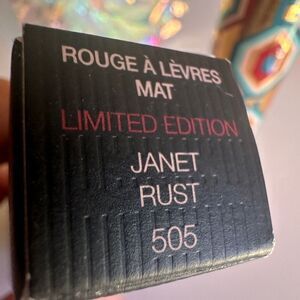 ROUGE À LÈVRES
MAT
LIMITED EDITION
JANET
RUST
505